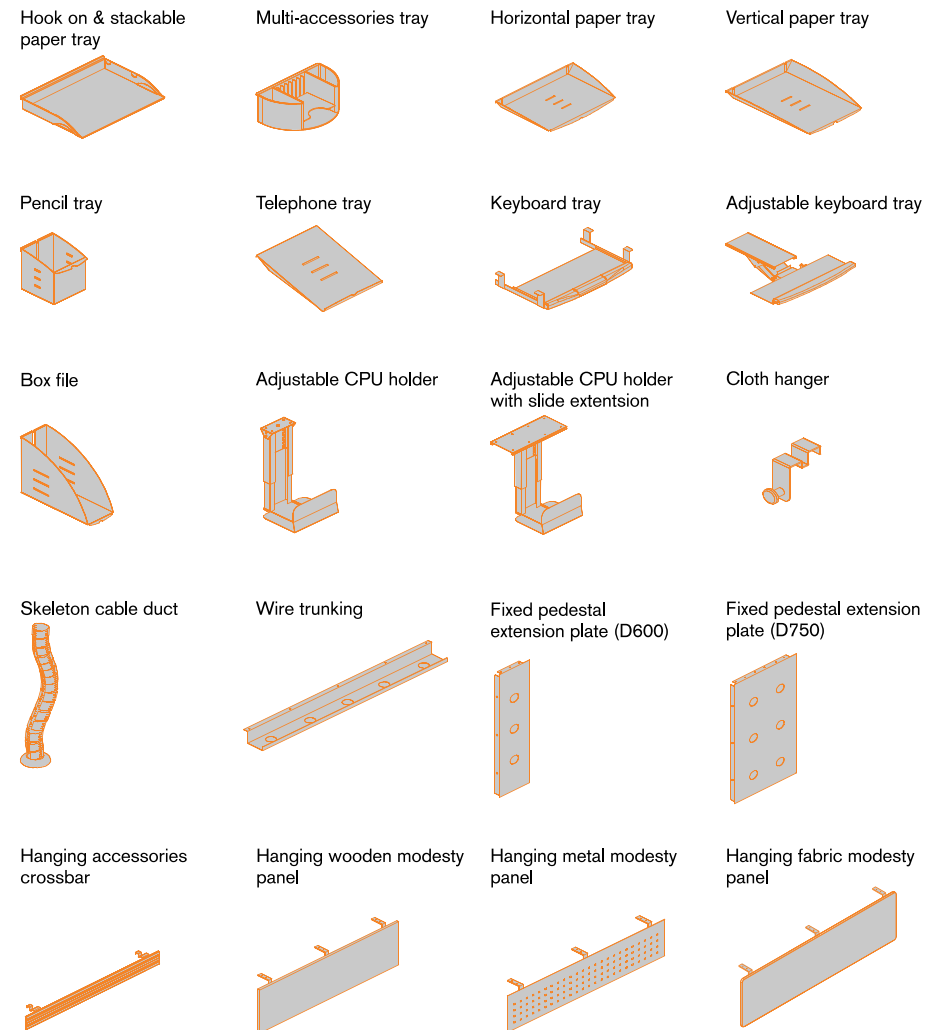 Hook on & stackable
paper tray
Multi-accessories tray
Horizontal paper tray
Vertical paper tray
Pencil tray
Telephone tray
Keyboard tray
Adjustable keyboard tray
Box file
Adjustable CPU holder
Adjustable CPU holder
with slide extentsion
Cloth hanger
Skeleton cable duct
Wire trunking
Fixed pedestal
extension plate (D600)
Fixed pedestal extension
plate (D750)
Hanging accessories
crossbar
Hanging wooden modesty
panel
Hanging metal modesty
panel
Hanging fabric modesty
panel